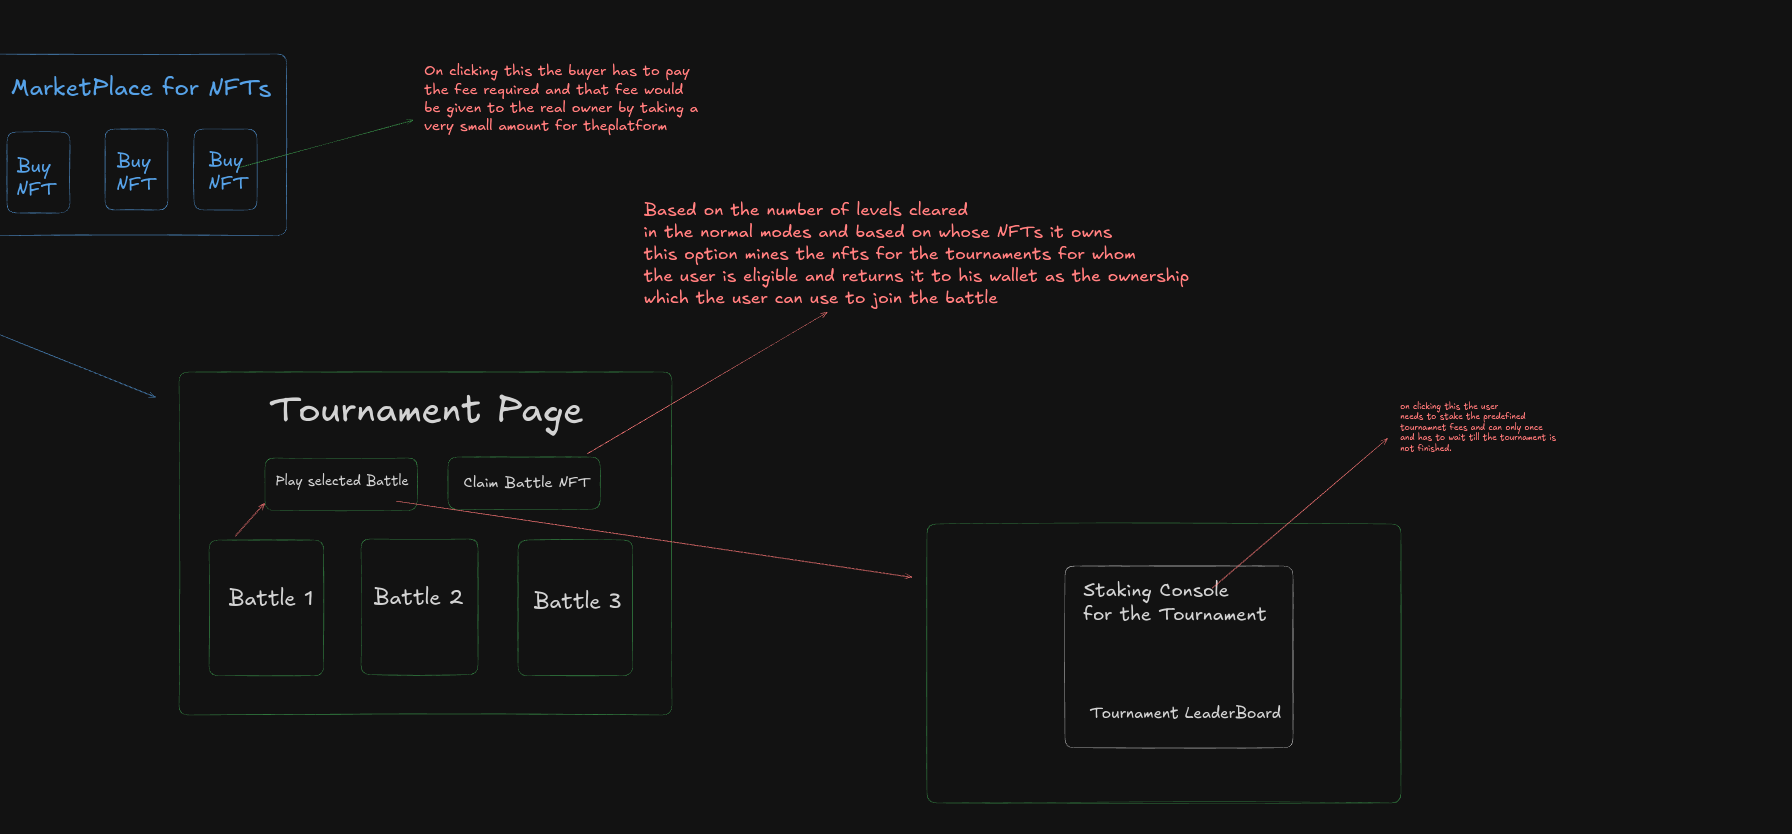 MarketPlace for NFTs
Buy
NFT
Buy
NFT
Buy
NFT
On clicking this the buyer has to pay
the fee required and that fee would
be given to the real owner by taking a
very small amount for theplatform
Based on the number of levels cleared
in the normal modes and based on whose NFTs it owns
this option mines the nfts for the tournaments for whom
the user is eligible and returns it to his wallet as the ownership
which the user can use to join the battle
Tournament Page
Play selected Battle
Claim Battle NFT
Battle 1
Battle 2
Battle 3
on clicking this the user
needs to stake the predefined
tournamnet fees and can only once
and has to wait till the tournament is
not finished.
Staking Console
for the Tournament
Tournament LeaderBoard